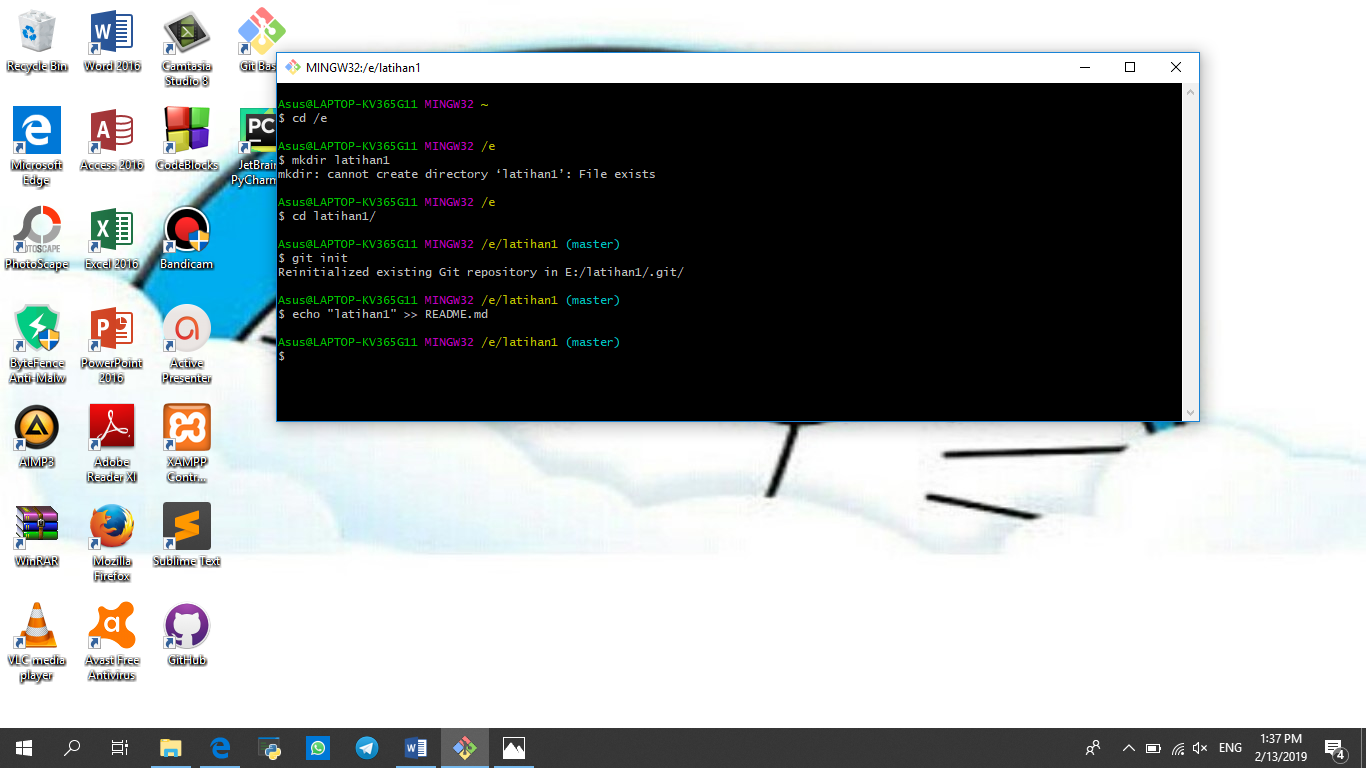 Recycle Bin
Word 2016
Camtasia
Studio 8
Git Bas
Microsoft
Edge
Access 2016
CodeBlocks
PC
JetBrain
PyCharm
PhotoScape
Excel 2016
Bandicam
ByteFence
Anti-Malw
PowerPoint
2016
Active
Presenter
AIMP3
Adobe
Reader XI
XAMPP
Contr...
WinRAR
Mozilla
Firefox
Sublime Text
VLC media
player
Avast Free
Antivirus
GitHub
MINGW32:/e/latihan1
Asus@LAPTOP-KV365G11 MINGW32 ~
$ cd /e
Asus@LAPTOP-KV365G11 MINGW32 /e
$ mkdir latihan1
mkdir: cannot create directory ‘latihan1’: File exists
Asus@LAPTOP-KV365G11 MINGW32 /e
$ cd latihan1/
Asus@LAPTOP-KV365G11 MINGW32 /e/latihan1 (master)
$ git init
Reinitialized existing Git repository in E:/latihan1/.git/
Asus@LAPTOP-KV365G11 MINGW32 /e/latihan1 (master)
$ echo "latihan1" >> README.md
Asus@LAPTOP-KV365G11 MINGW32 /e/latihan1 (master)
$
ENG
1:37 PM
2/13/2019
4